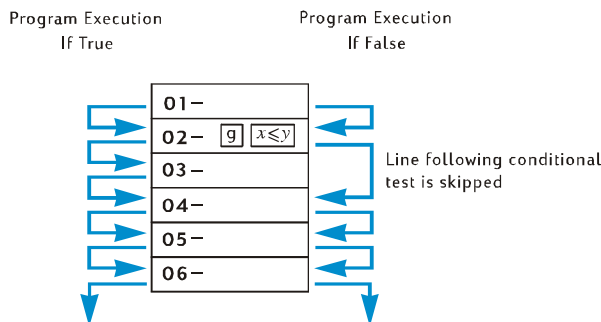 Program Execution
If True
Program Execution
If False
01–
02– g x≤y
03–
04–
05–
06–
Line following conditional
test is skipped